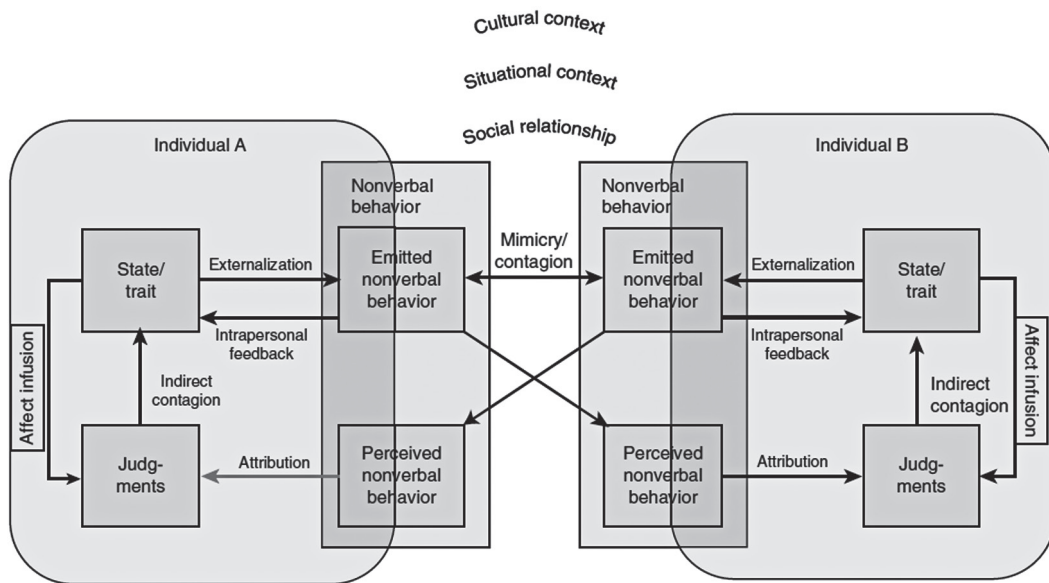 Cultural context
Situational context
Social relationship
Individual A
Nonverbal
behavior
State/
trait
Externalization
Emitted
nonverbal
behavior
Intrapersonal
feedback
Affect infusion
Indirect
contagion
Judg-
ments
Attribution
Perceived
nonverbal
behavior
Mimicry/
contagion
Individual B
Nonverbal
behavior
Emitted
nonverbal
behavior
Externalization
State/
trait
Intrapersonal
feedback
Affect infusion
Indirect
contagion
Perceived
nonverbal
behavior
Attribution
Judg-
ments